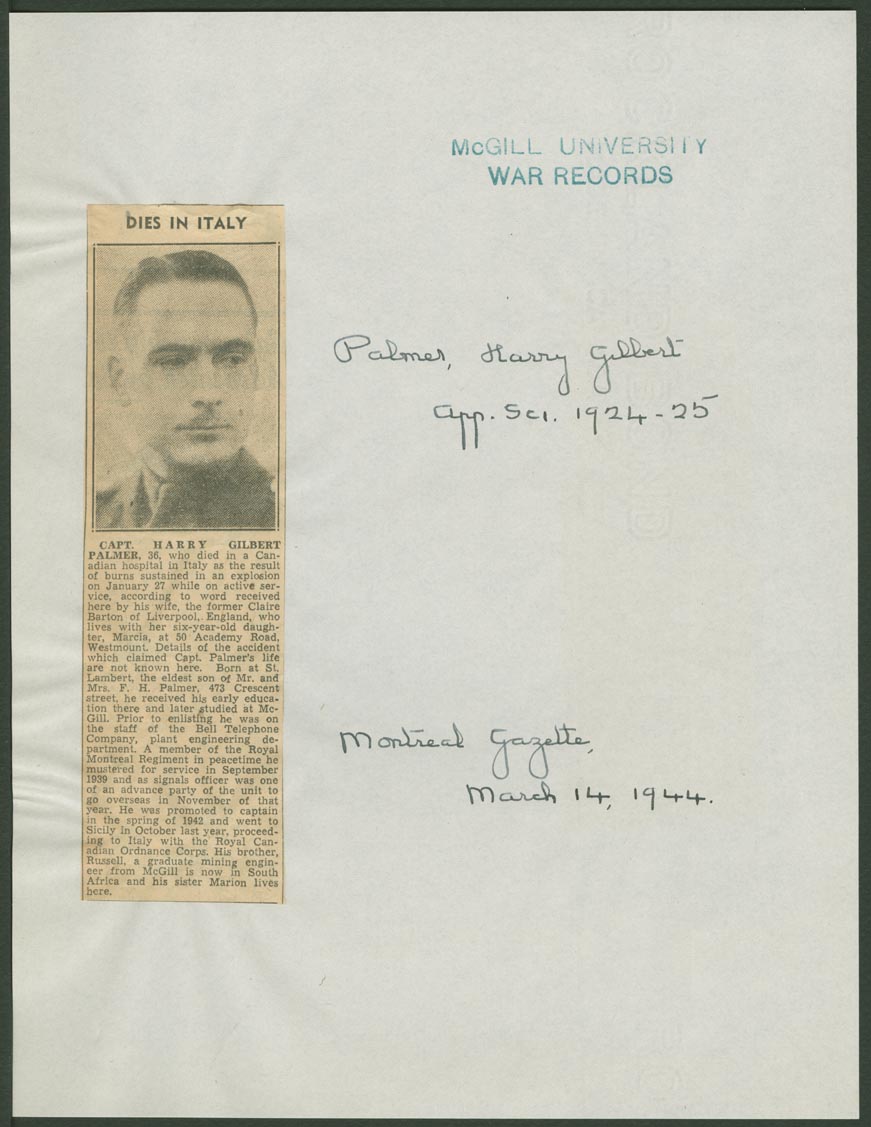 McGILL UNIVERSITY
WAR RECORDS
DIES IN ITALY
Palmer, Harry Gilbert
App. Sci. 1924-25
CAPT. HARRY GILBERT
PALMER, 36, who died in a Can-
adian hospital in Italy as the result
of burns sustained in an explosion
on January 27 while on active ser-
vice, according to word received
here by his wife, the former Claire
Barton of Liverpool, England, who
lives with her six-year-old daugh-
ter, Marcia, at 50 Academy Road,
Westmount. Details of the accident
which claimed Capt. Palmer's life
are not known here. Born at St.
Lambert, the eldest son of Mr. and
Mrs. F. H. Palmer, 473 Crescent
street, he received his early educa-
tion there and later studied at Mc-
Gill. Prior to enlisting he was on
the staff of the Bell Telephone
Company, plant engineering de-
partment. A member of the Royal
Montreal Regiment in peacetime he
mustered for service in September
1939 and as signals officer was one
of an advance party of the unit to
go overseas in November of that
year. He was promoted to captain
in the spring of 1942 and went to
Sicily in October last year, proceed-
ing to Italy with the Royal Can-
adian Ordnance Corps. His brother,
Russell, a graduate mining engin-
eer from McGill is now in South
Africa and his sister Marion lives
here.
Montreal Gazette,
March 14, 1944.